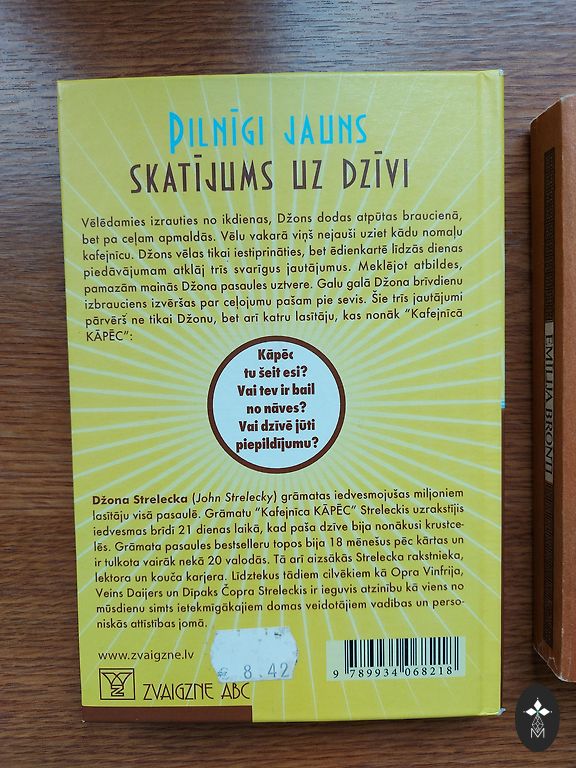 PILNĪGI JAUNS
SKATĪJUMS UZ DZĪVI
Vēlēdamies izrauties no ikdienas, Džons dodas atpūtas braucienā,
bet pa ceļam apmaldās. Vēlu vakarā viņš nejauši uziet kādu nomaļu
kafejnīcu. Džons vēlas tikai iestiprināties, bet ēdienkartē līdzās dienas
piedāvājumam atklāj trīs svarīgus jautājumus. Meklējot atbildes,
pamazām mainās Džona pasaules uztvere. Galu galā Džona brīvdienu
izbrauciens izvēršas par ceļojumu pašam pie sevis. Šie trīs jautājumi
pārvērš ne tikai Džonu, bet arī katru lasītāju, kas nonāk “Kafejnīcā
KĀPĒC”:
Kāpēc
tu šeit esi?
Vai tev ir bail
no nāves?
Vai dzīvē jūti
piepildījumu?
Džona Strelecka (John Strelecky) grāmatas iedvesmojušas miljoniem
lasītāju visā pasaulē. Grāmatu “Kafejnīca KĀPĒC” Streleckis uzrakstījis
iedvesmas brīdī 21 dienas laikā, kad paša dzīve bija nonākusi krustce-
lēs. Grāmata pasaules bestselleru topos bija 18 mēnešus pēc kārtas un
ir tulkota vairāk nekā 20 valodās. Tā arī aizsākās Strelecka rakstnieka,
lektora un kouča karjera. Līdztekus tādiem cilvēkiem kā Opra Vinfrija,
Veins Daijers un Dīpaks Čopra Streleckis ir ieguvis atzinību kā viens no
mūsdienu simts ietekmīgākajiem domas veidotājiem vadības un perso-
niskās attīstības jomā.
www.zvaigzne.lv
€ 8.42
ZVAIGZNE ABC
9 789934 068218
EMILIJA BRONTĒ
M